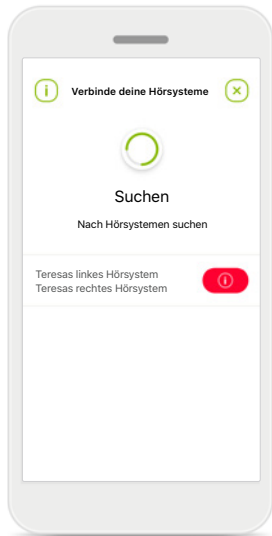 Verbinde deine Hörsysteme
Suchen
Nach Hörsystemen suchen
Teresas linkes Hörsystem
Teresas rechtes Hörsystem